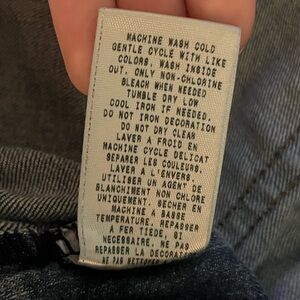 MACHINE WASH COLD
GENTLE CYCLE WITH LIKE
COLORS, WASH INSIDE
OUT. ONLY NON-CHLORINE
BLEACH WHEN NEEDED
TUMBLE DRY LOW
COOL IRON IF NEEDED.
DO NOT IRON DECORATION
DO NOT DRY CLEAN
LAVER A FROID EN
MACHINE CYCLE DELICAT
SEPARER LES COULEURS.
LAVER A L'ENVERS.
UTILISER UN AGENT DE
BLANCHIMENT NON CHLORE
UNIQUEMENT. SECHER EN
MACHINE A BASSE
TEMPERATURE. REPASSER
A FER TIEDE, SI
NECESSAIRE. NE PAS
REPASSER LA DECORATION
NE PAS NETTOYER